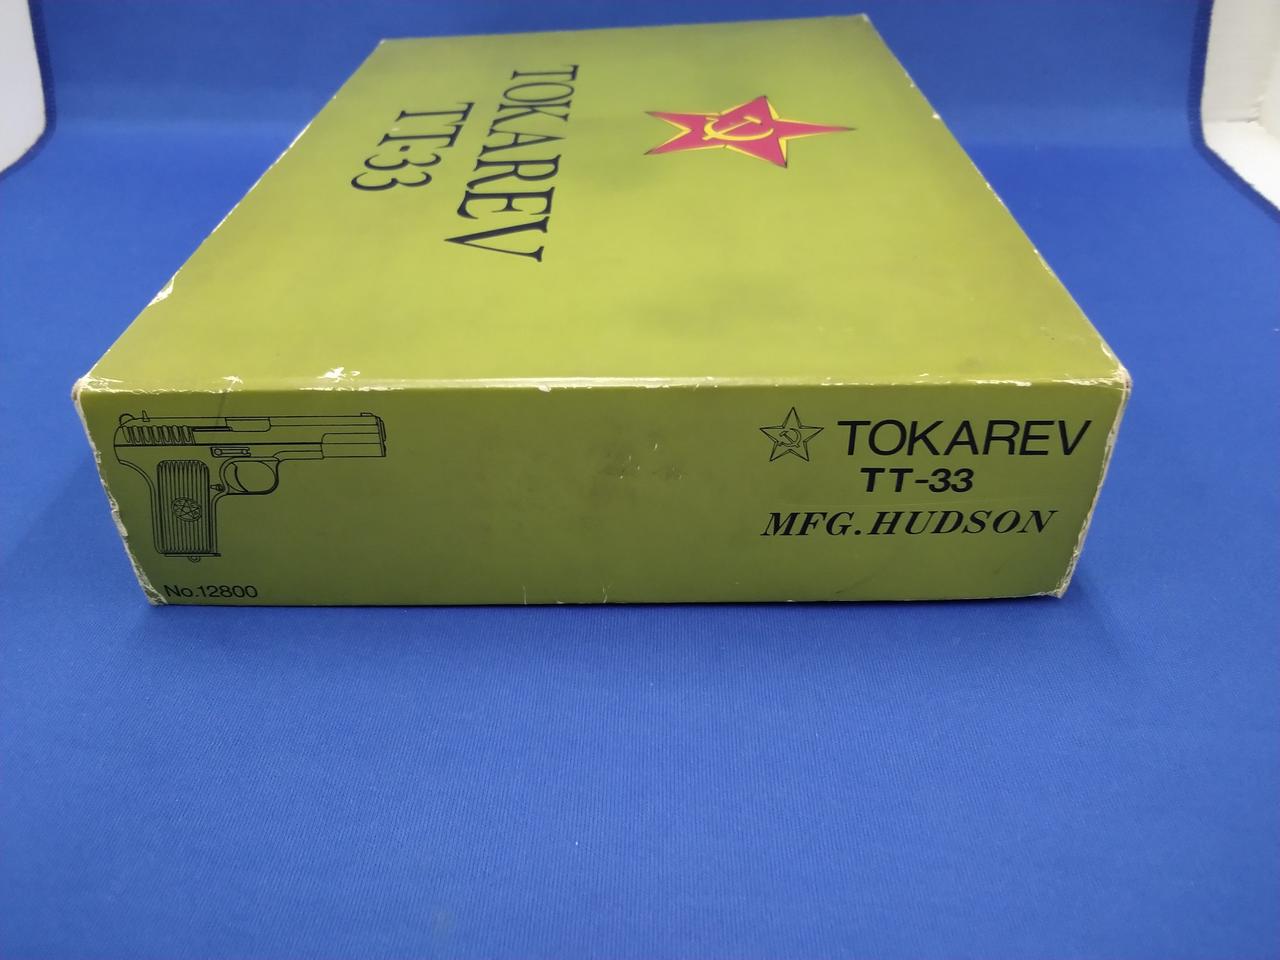 TOKAREV
TT-33
TOKAREV
TT-33
MFG.HUDSON
No.12800